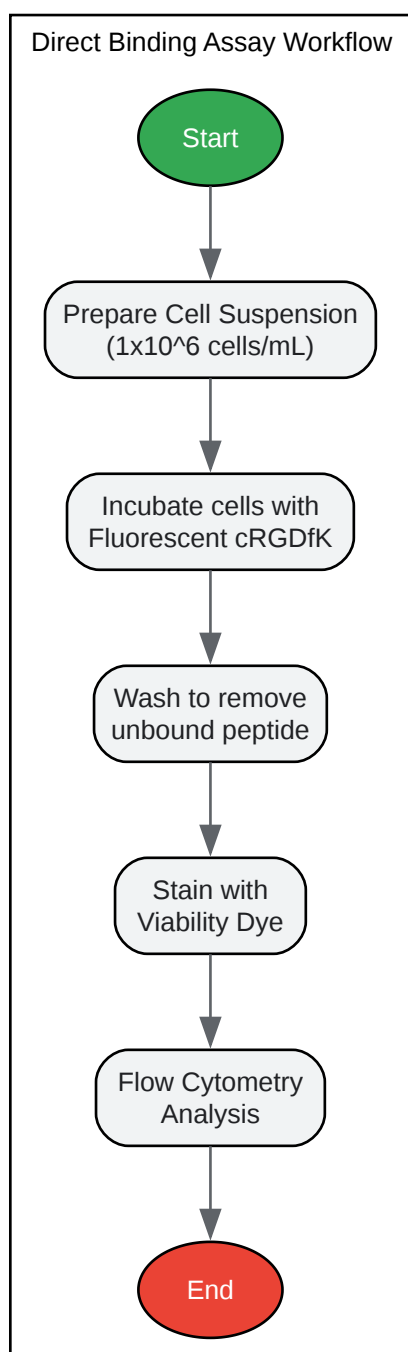 Direct Binding Assay Workflow
Start
Prepare Cell Suspension
(1x10^6 cells/mL)
Incubate cells with
Fluorescent cRGDfK
Wash to remove
unbound peptide
Stain with
Viability Dye
Flow Cytometry
Analysis
End